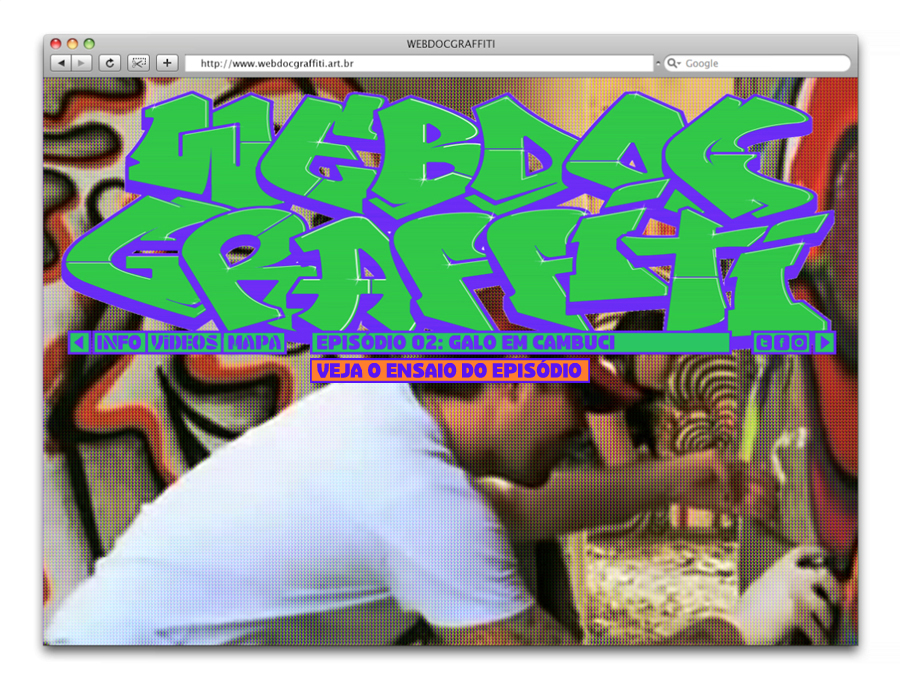 WEBDOCGRAFFITI
http://www.webdocgraffiti.art.br
Google
WEBDOC
GRAFFITI
INFO VÍDEOS MAPA EPISÓDIO 02: GALO EM CAMBUCI
VEJA O ENSAIO DO EPISÓDIO